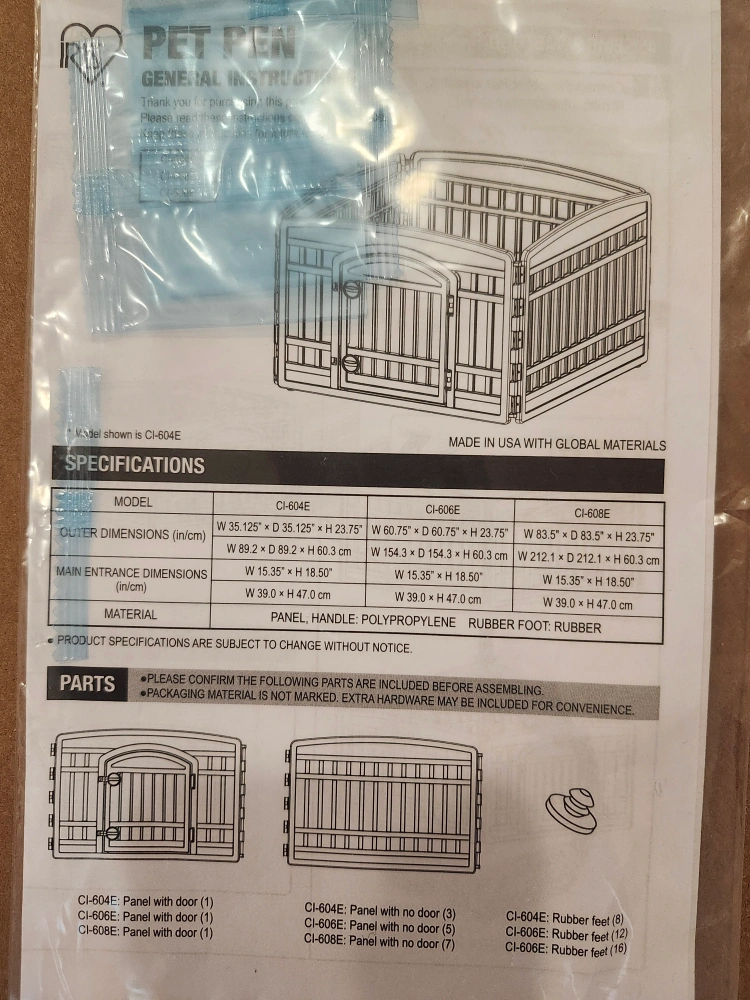 IRIS
PET PEN
GENERAL INSTRUCTIONS
Thank you for purchasing this
Please read these instructions
* Model shown is CI-604E
MADE IN USA WITH GLOBAL MATERIALS
SPECIFICATIONS
MODEL CI-604E CI-606E CI-608E
OUTER DIMENSIONS (in/cm) W 35.125" × D 35.125" × H 23.75" W 60.75" × D 60.75" × H 23.75" W 83.5" × D 83.5" × H 23.75"
W 89.2 × D 89.2 × H 60.3 cm W 154.3 × D 154.3 × H 60.3 cm W 212.1 × D 212.1 × H 60.3 cm
MAIN ENTRANCE DIMENSIONS (in/cm) W 15.35" × H 18.50" W 15.35" × H 18.50" W 15.35" × H 18.50"
W 39.0 × H 47.0 cm W 39.0 × H 47.0 cm W 39.0 × H 47.0 cm
MATERIAL PANEL, HANDLE: POLYPROPYLENE RUBBER FOOT: RUBBER
● PRODUCT SPECIFICATIONS ARE SUBJECT TO CHANGE WITHOUT NOTICE.
PARTS
●PLEASE CONFIRM THE FOLLOWING PARTS ARE INCLUDED BEFORE ASSEMBLING.
●PACKAGING MATERIAL IS NOT MARKED. EXTRA HARDWARE MAY BE INCLUDED FOR CONVENIENCE.
CI-604E: Panel with door (1)
CI-606E: Panel with door (1)
CI-608E: Panel with door (1)
CI-604E: Panel with no door (3)
CI-606E: Panel with no door (5)
CI-608E: Panel with no door (7)
CI-604E: Rubber feet (8)
CI-606E: Rubber feet (12)
CI-606E: Rubber feet (16)